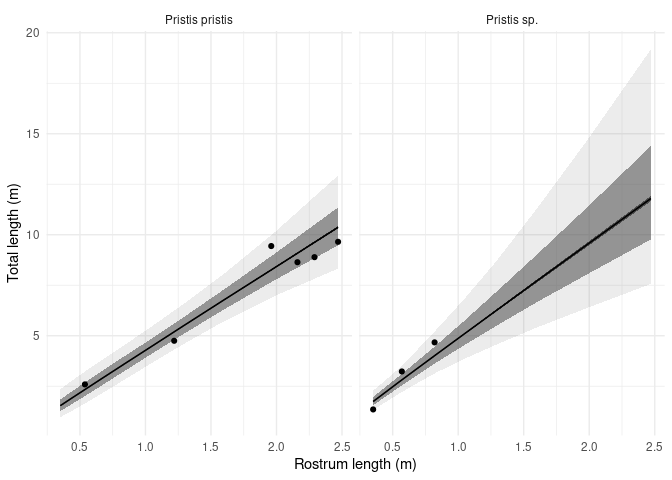 Pristis pristis
Pristis sp.
20
15
10
5
Total length (m)
0.5 1.0 1.5 2.0 2.5
0.5 1.0 1.5 2.0 2.5
Rostrum length (m)